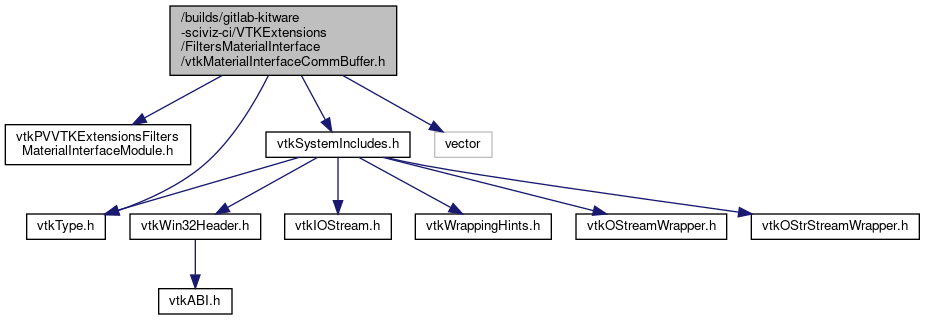 /builds/gitlab-kitware
-sciviz-ci/VTKExtensions
/FiltersMaterialInterface
/vtkMaterialInterfaceCommBuffer.h
vtkPVVTKExtensionsFilters
MaterialInterfaceModule.h
vtkSystemIncludes.h
vector
vtkType.h
vtkWin32Header.h
vtkIOStream.h
vtkWrappingHints.h
vtkOStreamWrapper.h
vtkOStrStreamWrapper.h
vtkABI.h